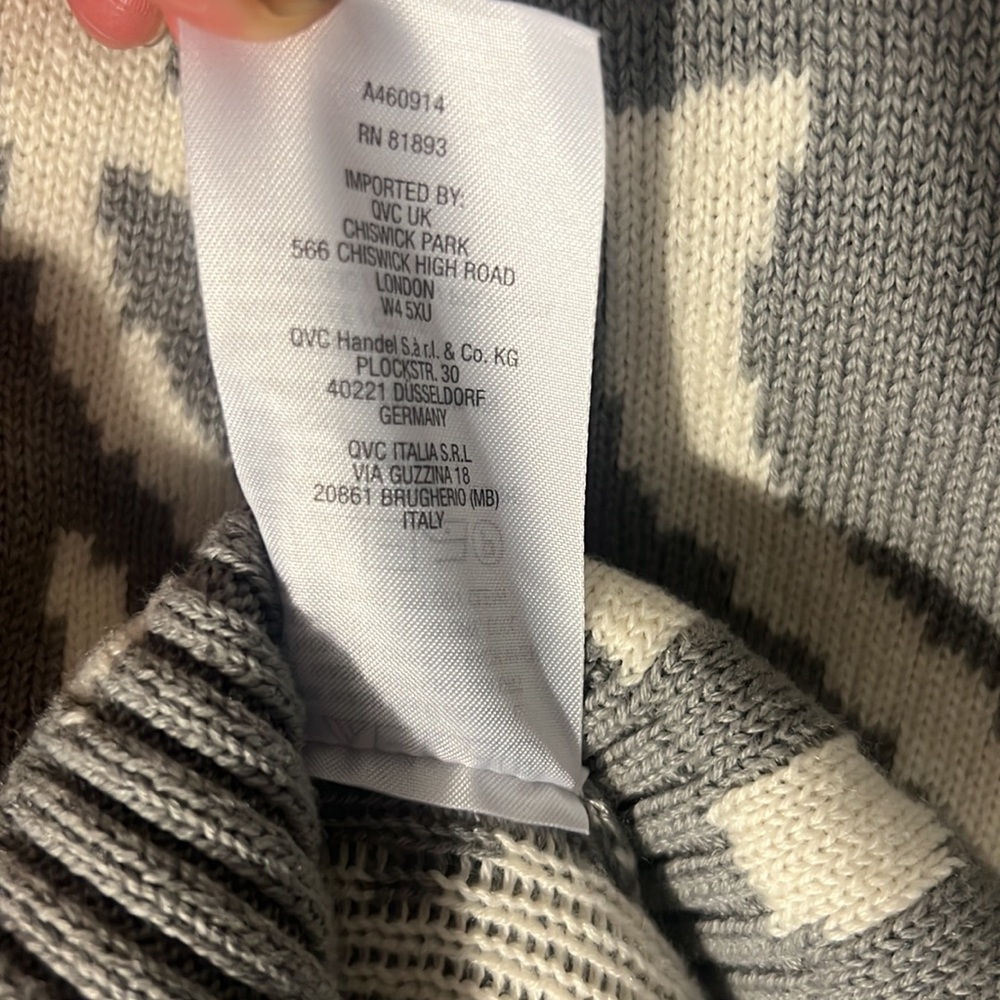 A460914
RN 81893
IMPORTED BY:
QVC UK
CHISWICK PARK
566 CHISWICK HIGH ROAD
LONDON
W4 5XU
QVC Handel S.à r.l. & Co. KG
PLOCKSTR. 30
40221 DÜSSELDORF
GERMANY
QVC ITALIA S.R.L
VIA GUZZINA 18
20861 BRUGHERIO (MB)
ITALY